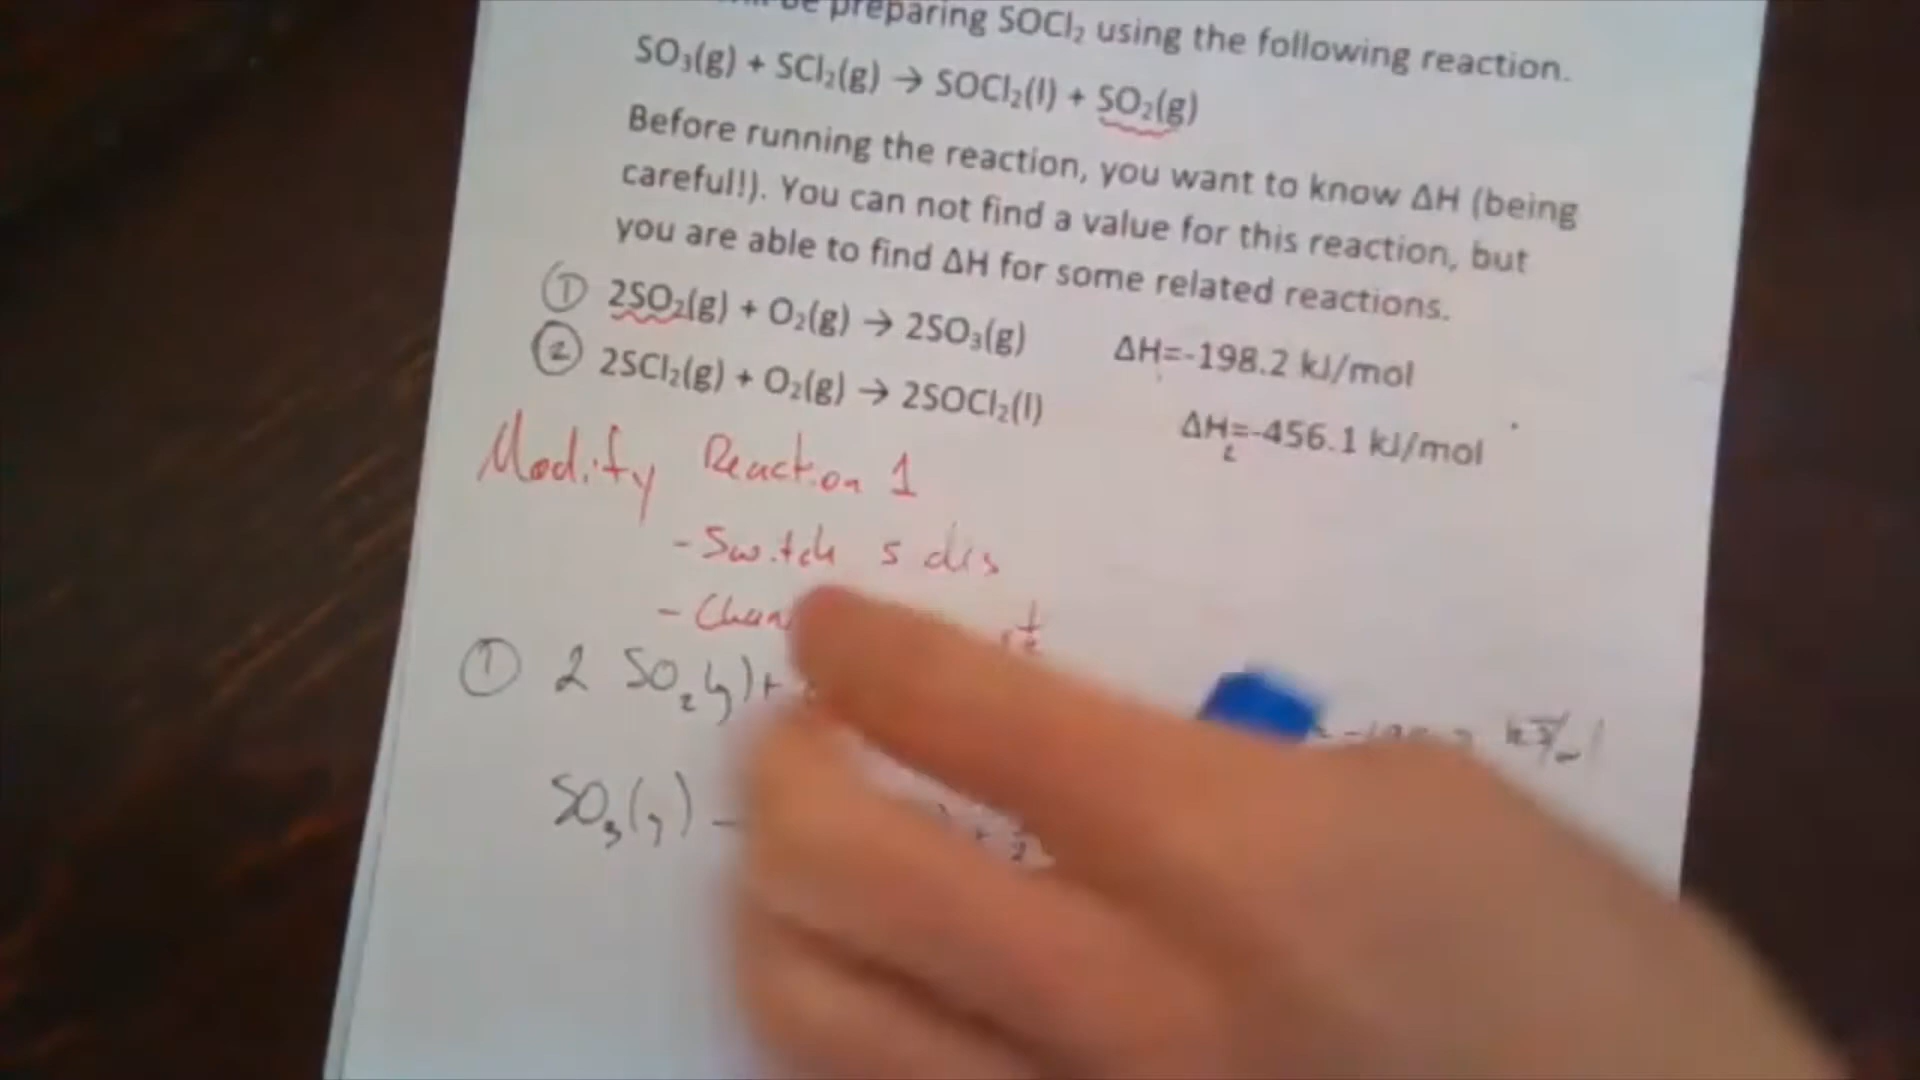 be preparing SOCl₂ using the following reaction.
SO₃(g) + SCl₂(g) → SOCl₂(l) + SO₂(g)
Before running the reaction, you want to know ΔH (being
careful!). You can not find a value for this reaction, but
you are able to find ΔH for some related reactions.
① 2SO₂(g) + O₂(g) → 2SO₃(g) ΔH=-198.2 kJ/mol
② 2SCl₂(g) + O₂(g) → 2SOCl₂(l) ΔH₂=-456.1 kJ/mol
Modify Reaction 1
- Switch sides
-
① 2 SO₂(g) +
SO₃(g)